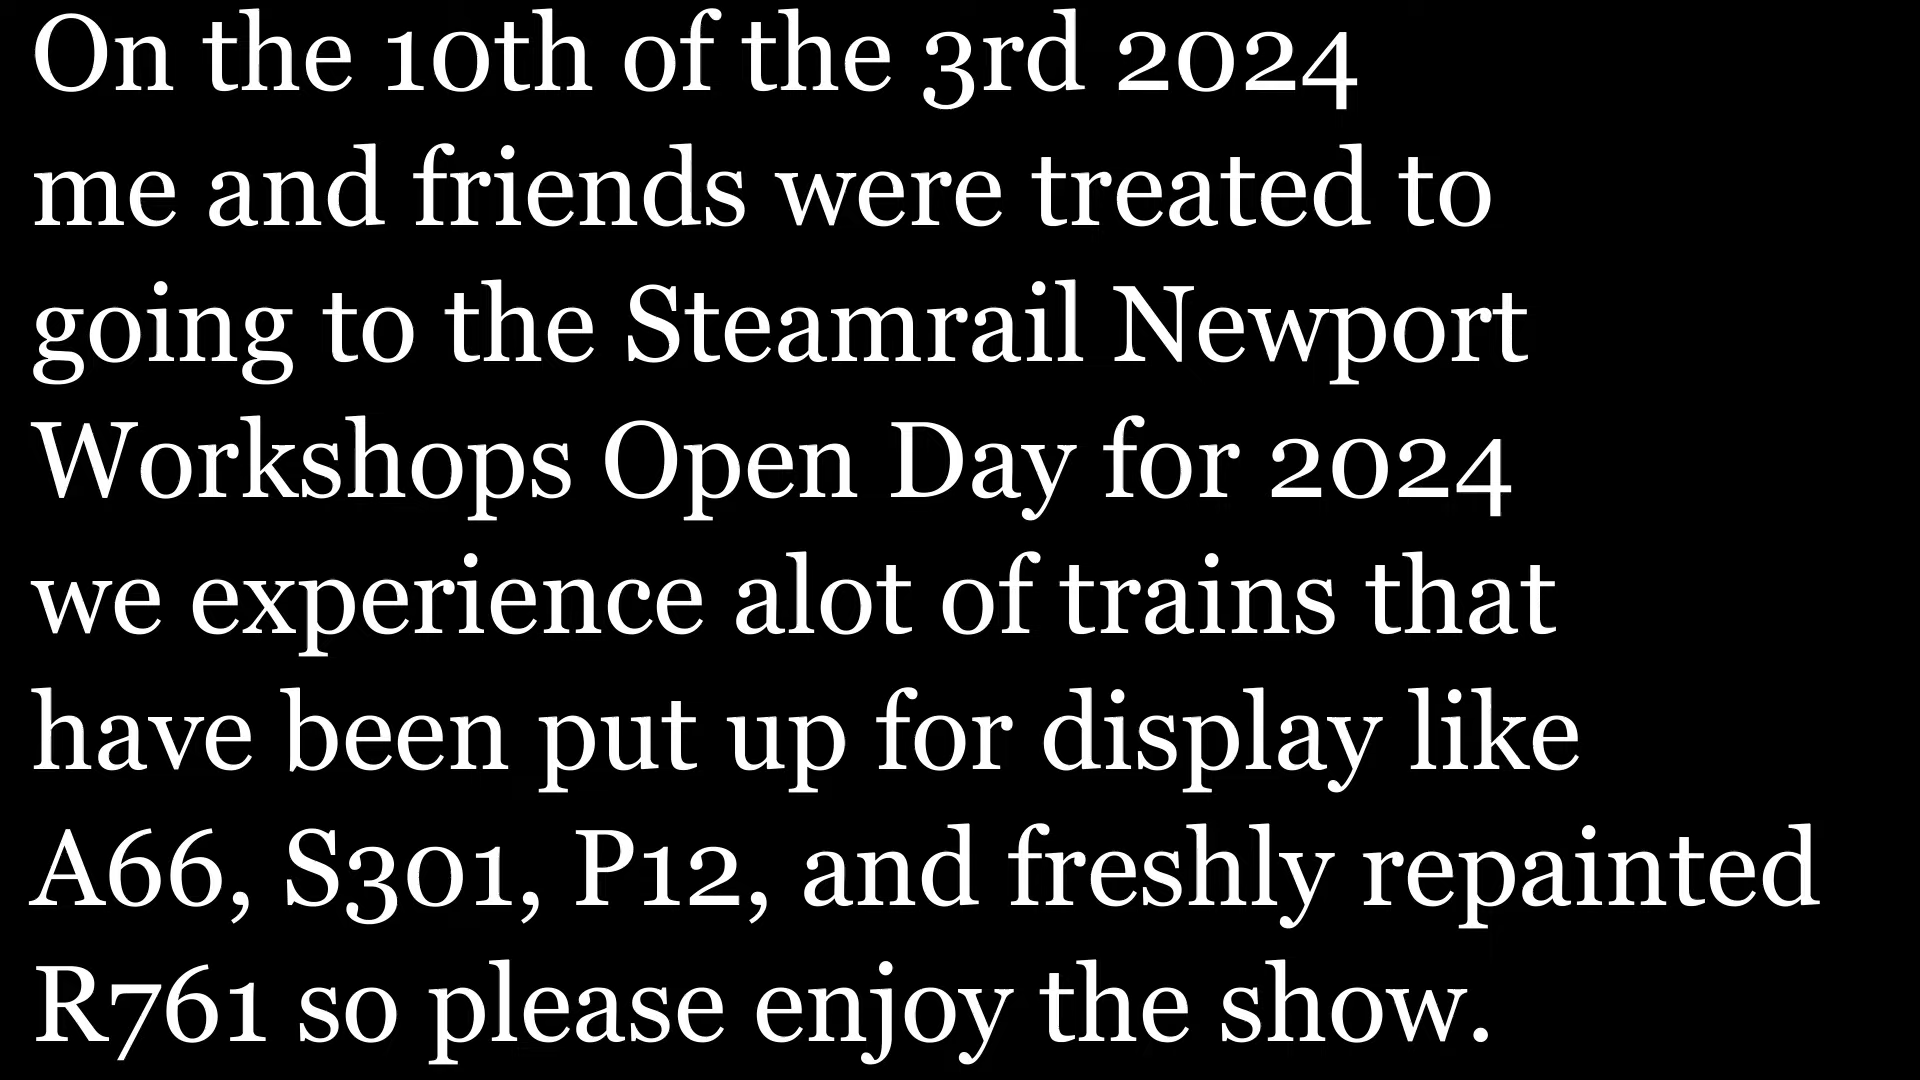 On the 10th of the 3rd 2024
me and friends were treated to
going to the Steamrail Newport
Workshops Open Day for 2024
we experience alot of trains that
have been put up for display like
A66, S301, P12, and freshly repainted
R761 so please enjoy the show.